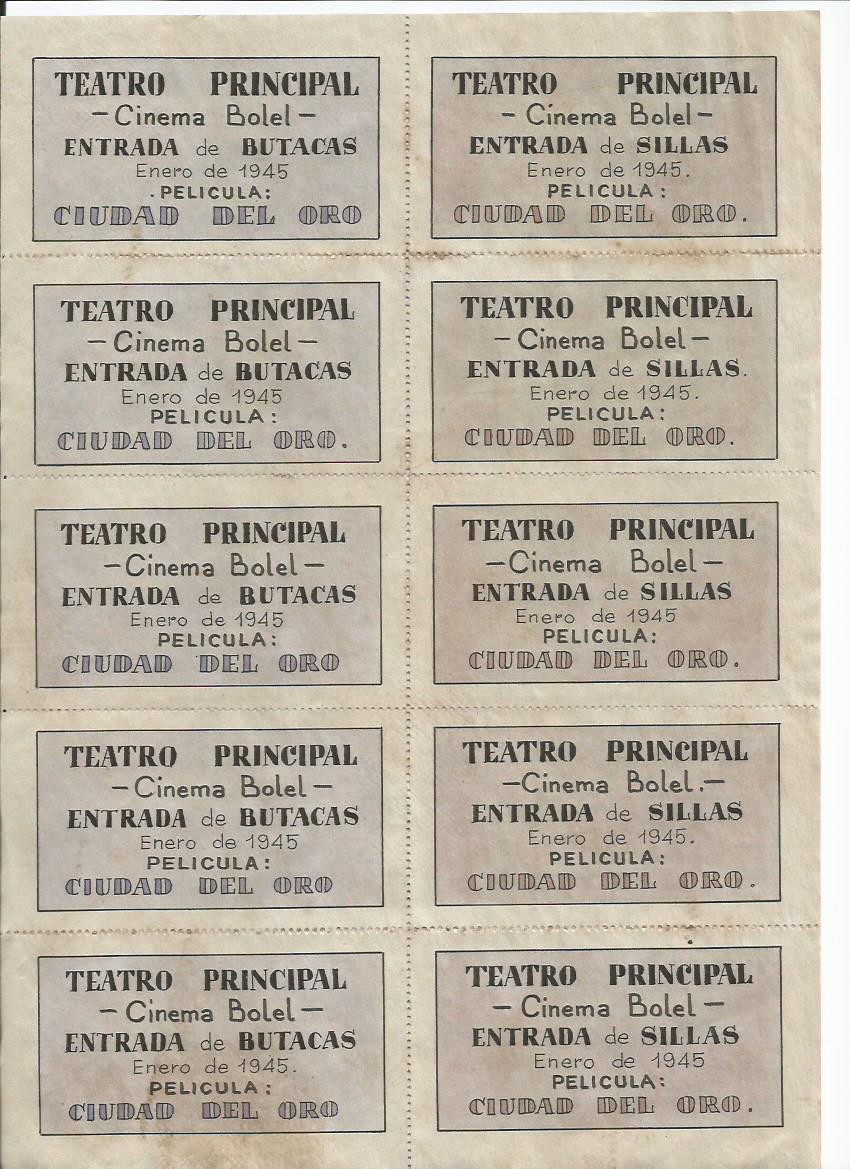 TEATRO PRINCIPAL
– Cinema Bolel –
ENTRADA de BUTACAS
Enero de 1945
. PELICULA:
CIUDAD DEL ORO
TEATRO PRINCIPAL
– Cinema Bolel –
ENTRADA de SILLAS
Enero de 1945.
PELICULA:
CIUDAD DEL ORO.
TEATRO PRINCIPAL
– Cinema Bolel –
ENTRADA de BUTACAS
Enero de 1945
PELICULA:
CIUDAD DEL ORO.
TEATRO PRINCIPAL
– Cinema Bolel –
ENTRADA de SILLAS.
Enero de 1945.
PELICULA:
CIUDAD DEL ORO.
TEATRO PRINCIPAL
– Cinema Bolel –
ENTRADA de BUTACAS
Enero de 1945
PELICULA:
CIUDAD DEL ORO
TEATRO PRINCIPAL
– Cinema Bolel –
ENTRADA de SILLAS
Enero de 1945
PELICULA:
CIUDAD DEL ORO.
TEATRO PRINCIPAL
– Cinema Bolel –
ENTRADA de BUTACAS
Enero de 1945
PELICULA:
CIUDAD DEL ORO
TEATRO PRINCIPAL
– Cinema Bolel. –
ENTRADA de SILLAS
Enero de 1945.
PELICULA:
CIUDAD DEL ORO.
TEATRO PRINCIPAL
– Cinema Bolel –
ENTRADA de BUTACAS
Enero de 1945.
PELICULA:
CIUDAD DEL ORO
TEATRO PRINCIPAL
– Cinema Bolel –
ENTRADA de SILLAS
Enero de 1945
PELICULA:
CIUDAD DEL ORO.